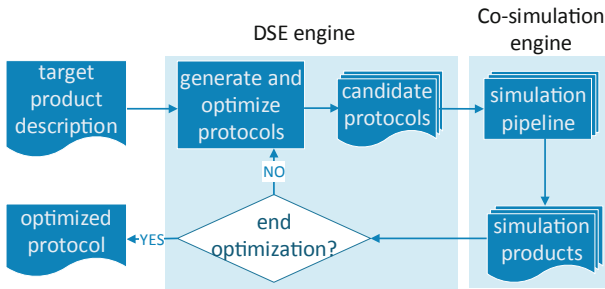 DSE engine
Co-simulation
engine
target
product
description
generate and
optimize
protocols
candidate
protocols
simulation
pipeline
NO
optimized
protocol
YES
end
optimization?
simulation
products